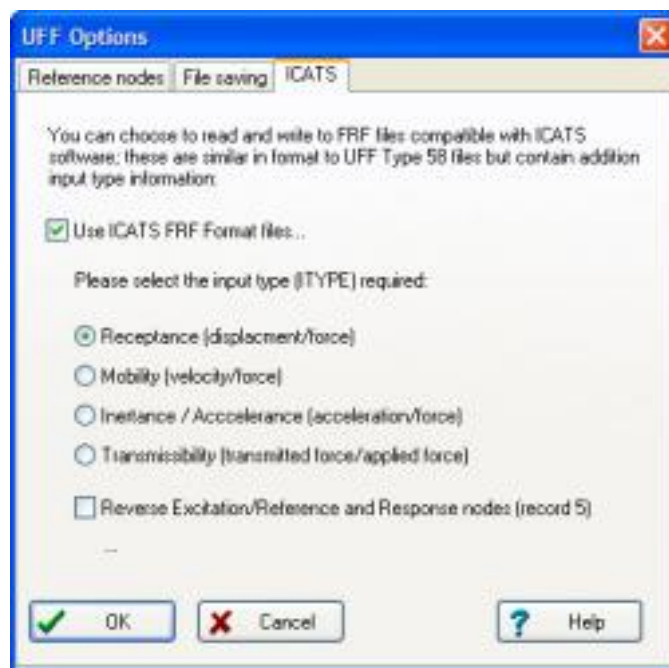 UFF Options
Reference nodes File saving ICATS
You can choose to read and write to FRF files compatible with ICATS
software; these are similar in format to UFF Type 58 files but contain addition
input type information:
Use ICATS FRF Format files...
Please select the input type (ITYPE) required:
Receptance (displacment/force)
Mobility (velocity/force)
Inertance / Acccelerance (acceleration/force)
Transmissibility (transmitted force/applied force)
Reverse Excitation/Reference and Response nodes (record 5)
...
OK Cancel Help